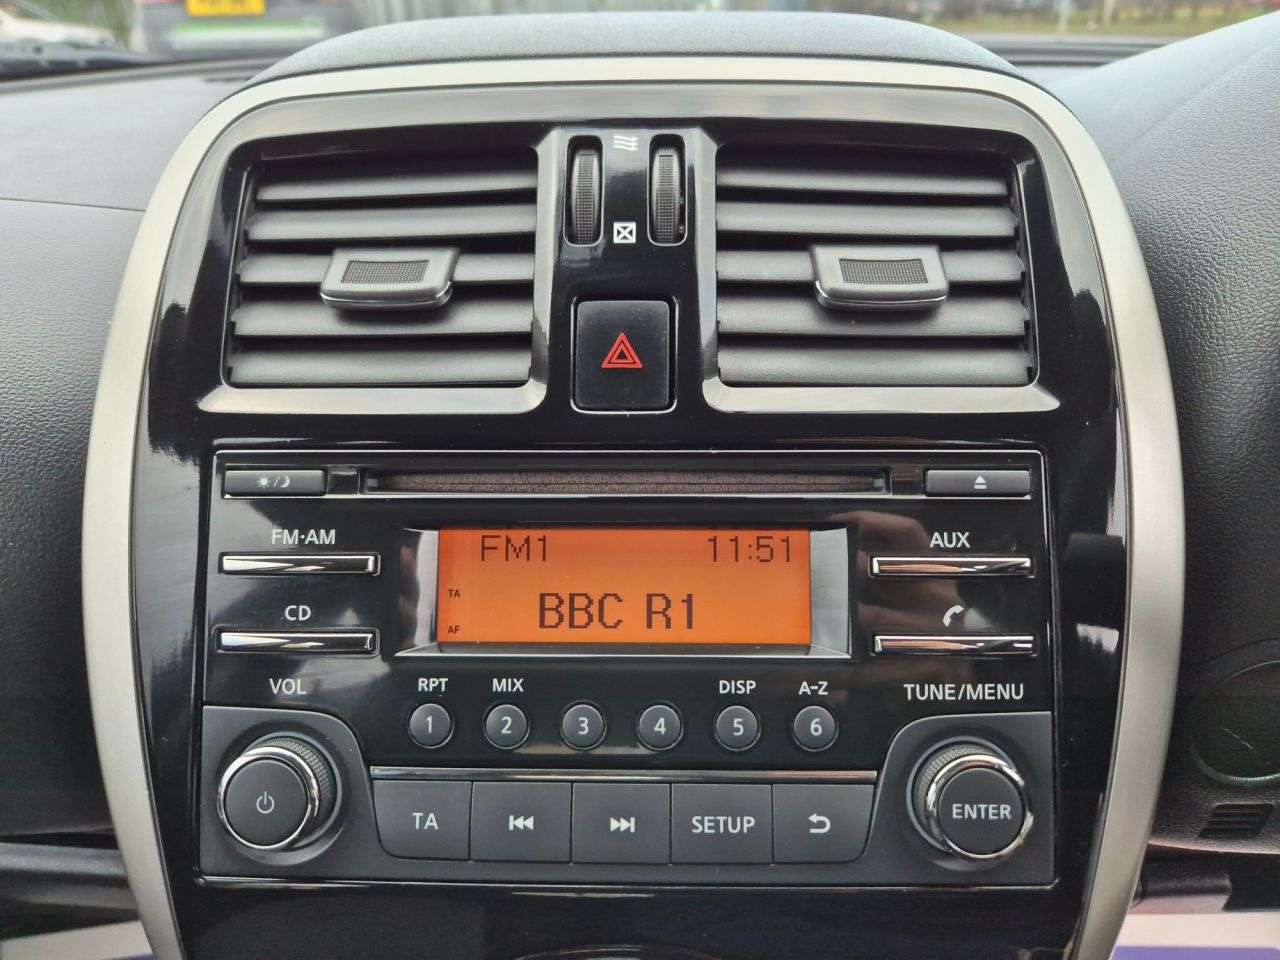 FM·AM
AUX
FM1 11:51
TA
CD
BBC R1
AF
VOL
RPT MIX DISP A-Z
TUNE/MENU
1 2 3 4 5 6
ENTER
TA SETUP